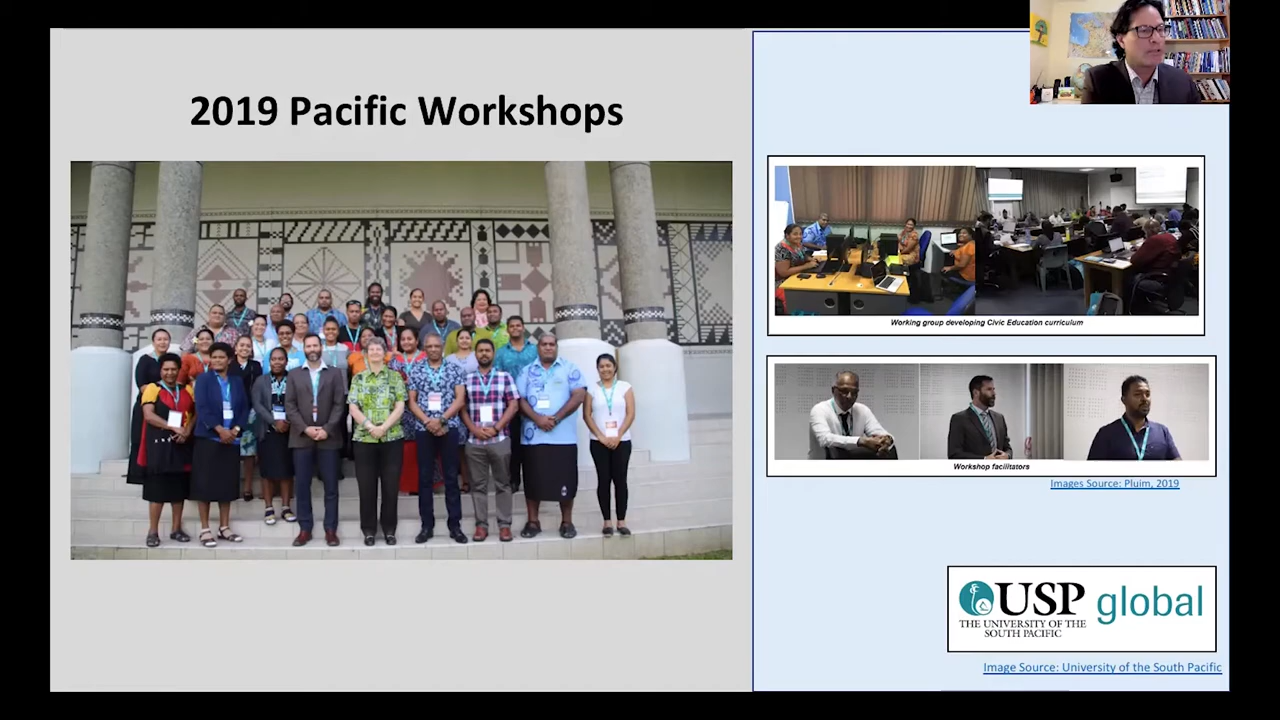 2019 Pacific Workshops
Working group developing Civic Education curriculum
Workshop facilitators
Images Source: Pluim, 2019
USP global
THE UNIVERSITY OF THE
SOUTH PACIFIC
Image Source: University of the South Pacific